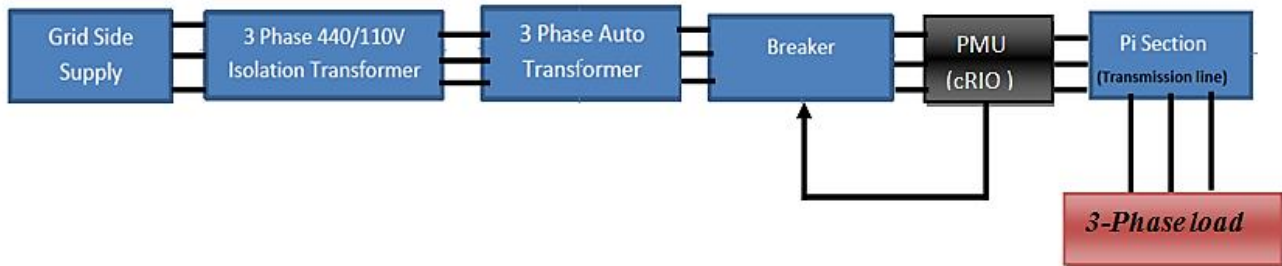 Grid Side
Supply
3 Phase 440/110V
Isolation Transformer
3 Phase Auto
Transformer
Breaker
PMU
(cRIO )
Pi Section
(Transmission line)
3-Phase load